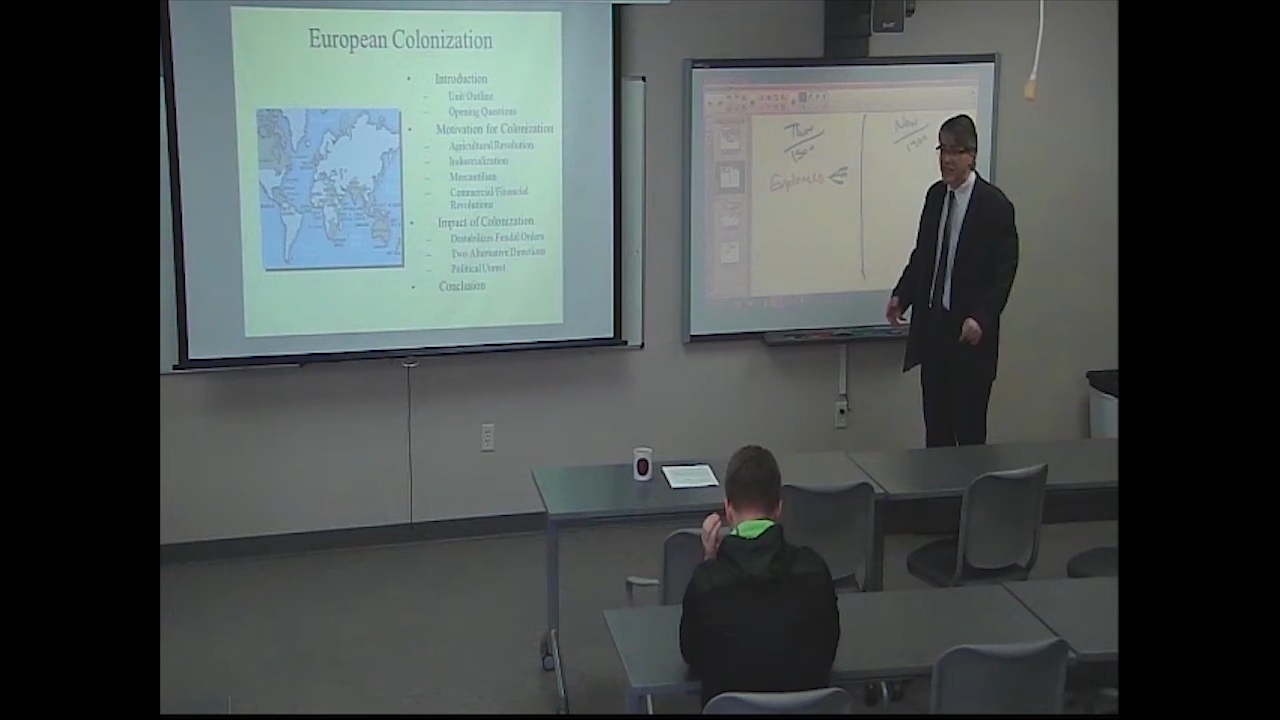 European Colonization
• Introduction
– Unit Outline
– Opening Questions
• Motivation for Colonization
– Agricultural Revolution
– Industrialization
– Mercantilism
– Commercial/Financial
Revolutions
• Impact of Colonization
– Destabilizes Feudal Orders
– Two Alternative Directions
– Political Unrest
• Conclusion
Then
1500
Explorers
Now
1900